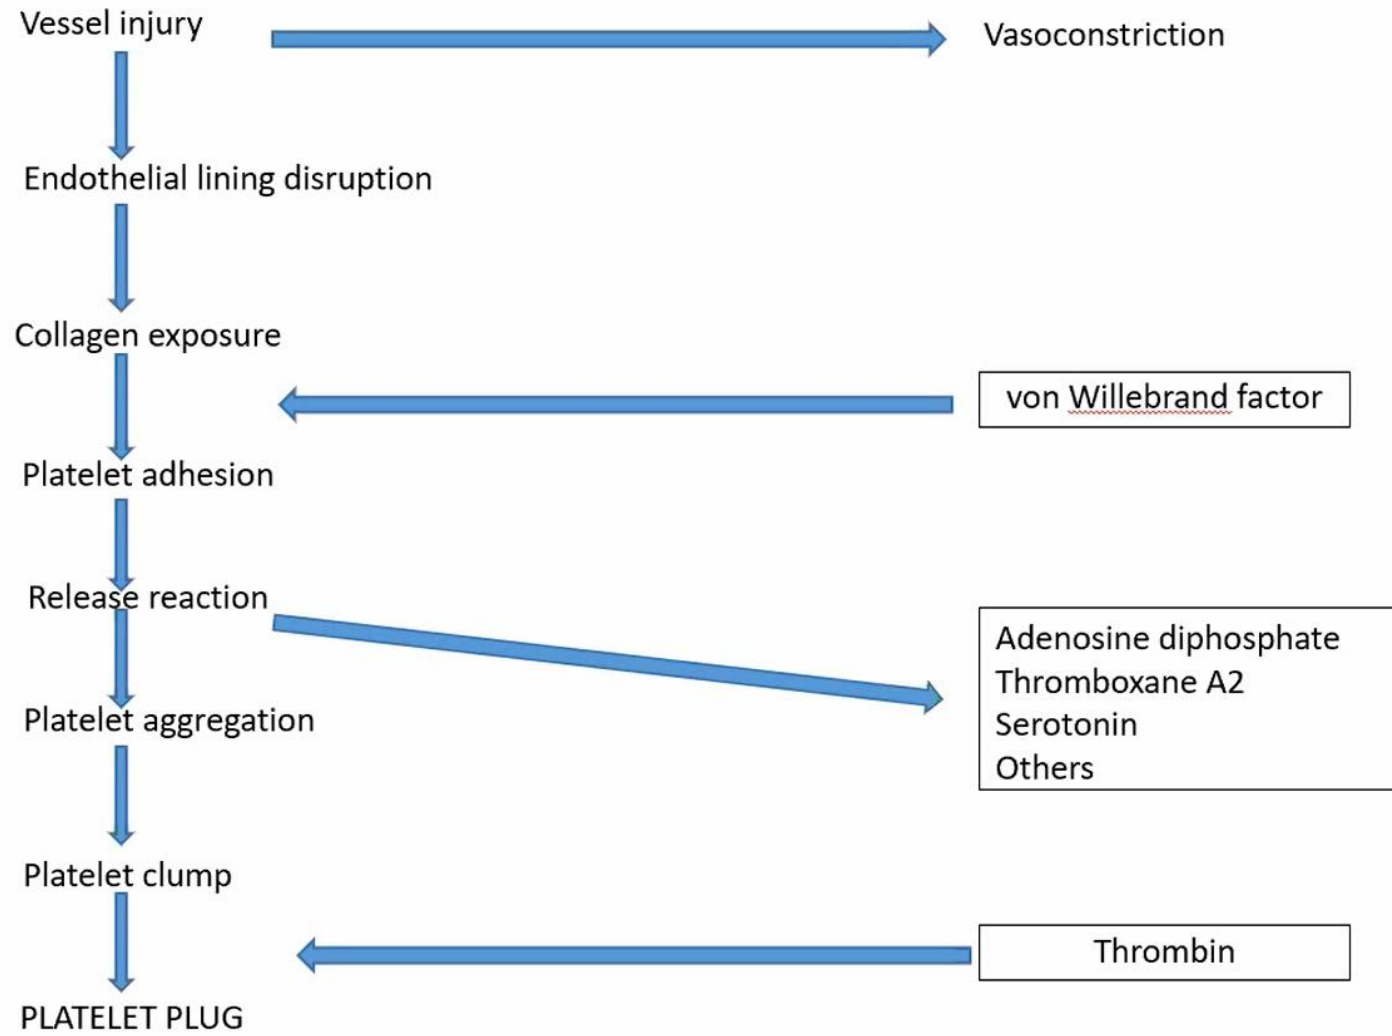 Vessel injury
Vasoconstriction
Endothelial lining disruption
Collagen exposure
von Willebrand factor
Platelet adhesion
Release reaction
Adenosine diphosphate
Thromboxane A2
Serotonin
Others
Platelet aggregation
Platelet clump
Thrombin
PLATELET PLUG